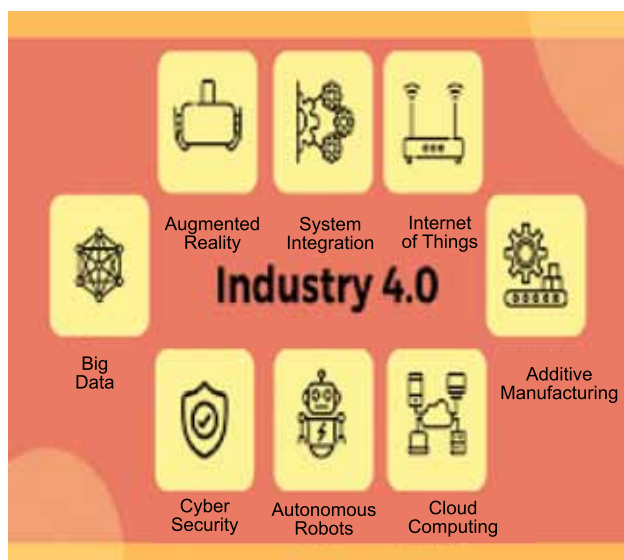 Augmented
Reality
System
Integration
Internet
of Things
Industry 4.0
Big
Data
Additive
Manufacturing
Cyber
Security
Autonomous
Robots
Cloud
Computing